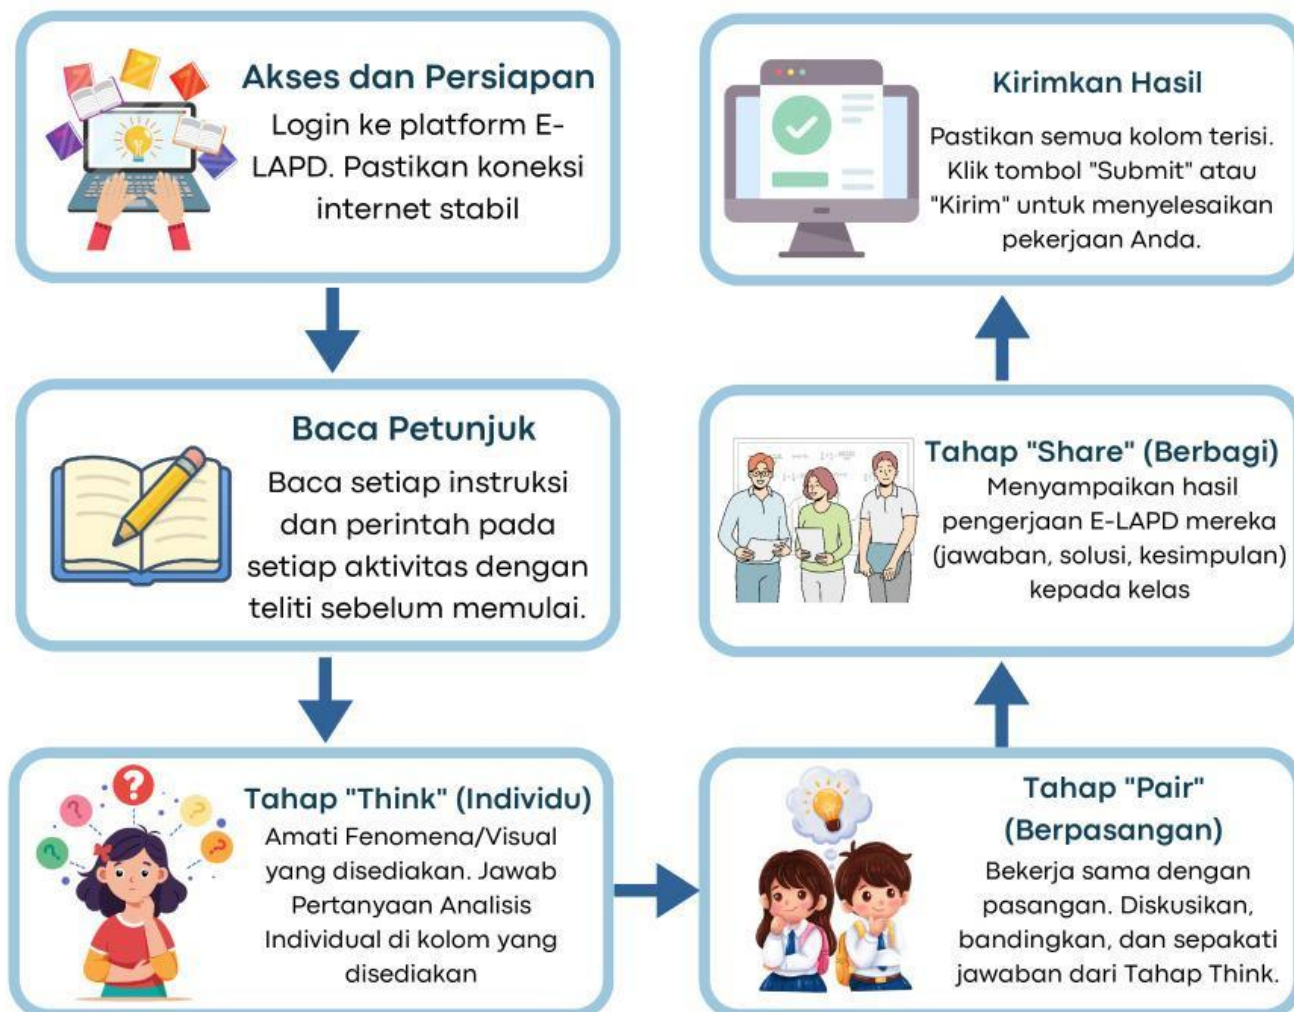 Akses dan Persiapan
Login ke platform E-
LAPD. Pastikan koneksi
internet stabil
Baca Petunjuk
Baca setiap instruksi
dan perintah pada
setiap aktivitas dengan
teliti sebelum memulai.
Tahap "Think" (Individu)
Amati Fenomena/Visual
yang disediakan. Jawab
Pertanyaan Analisis
Individual di kolom yang
disediakan
Tahap "Pair"
(Berpasangan)
Bekerja sama dengan
pasangan. Diskusikan,
bandingkan, dan sepakati
jawaban dari Tahap Think.
Tahap "Share" (Berbagi)
Menyampaikan hasil
pengerjaan E-LAPD mereka
(jawaban, solusi, kesimpulan)
kepada kelas
Kirimkan Hasil
Pastikan semua kolom terisi.
Klik tombol "Submit" atau
"Kirim" untuk menyelesaikan
pekerjaan Anda.